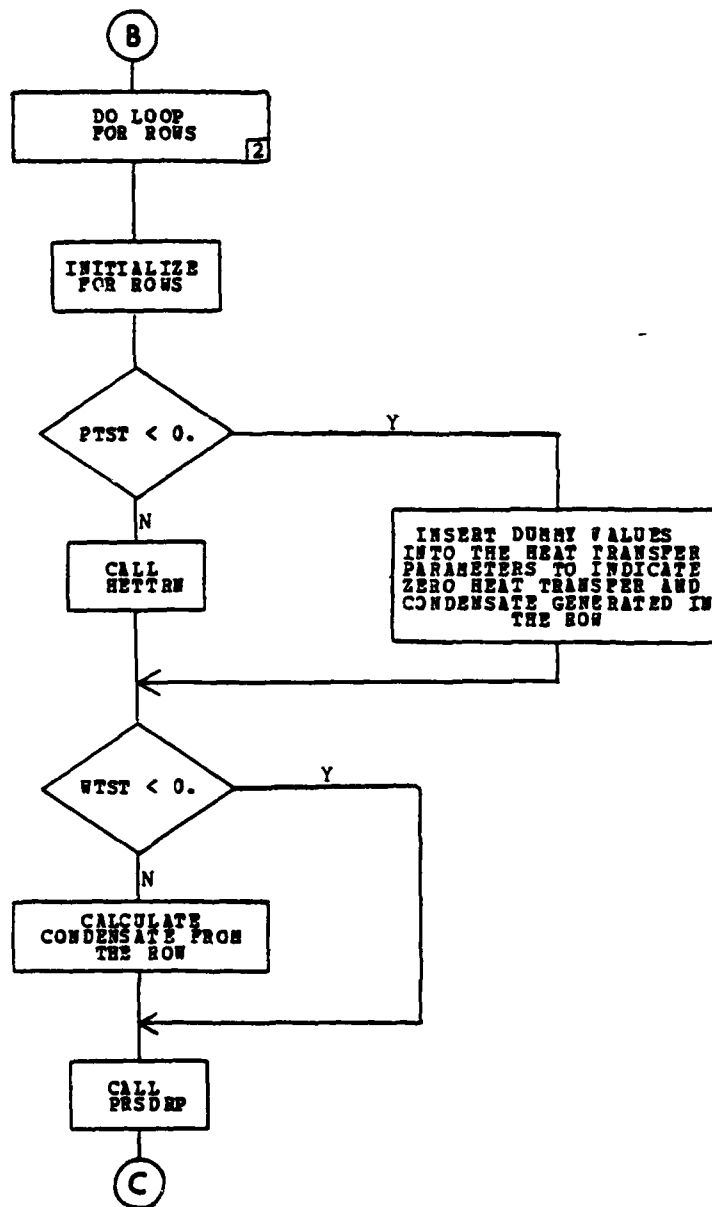 B
DO LOOP
FOR ROWS
2
INITIALIZE
FOR ROWS
PTST < 0.
Y
N
CALL
HETTRN
INSERT DUMMY VALUES
INTO THE HEAT TRANSFER
PARAMETERS TO INDICATE
ZERO HEAT TRANSFER AND
CONDENSATE GENERATED IN
THE ROW
WTST < 0.
Y
N
CALCULATE
CONDENSATE FROM
THE ROW
CALL
PRSDRP
C